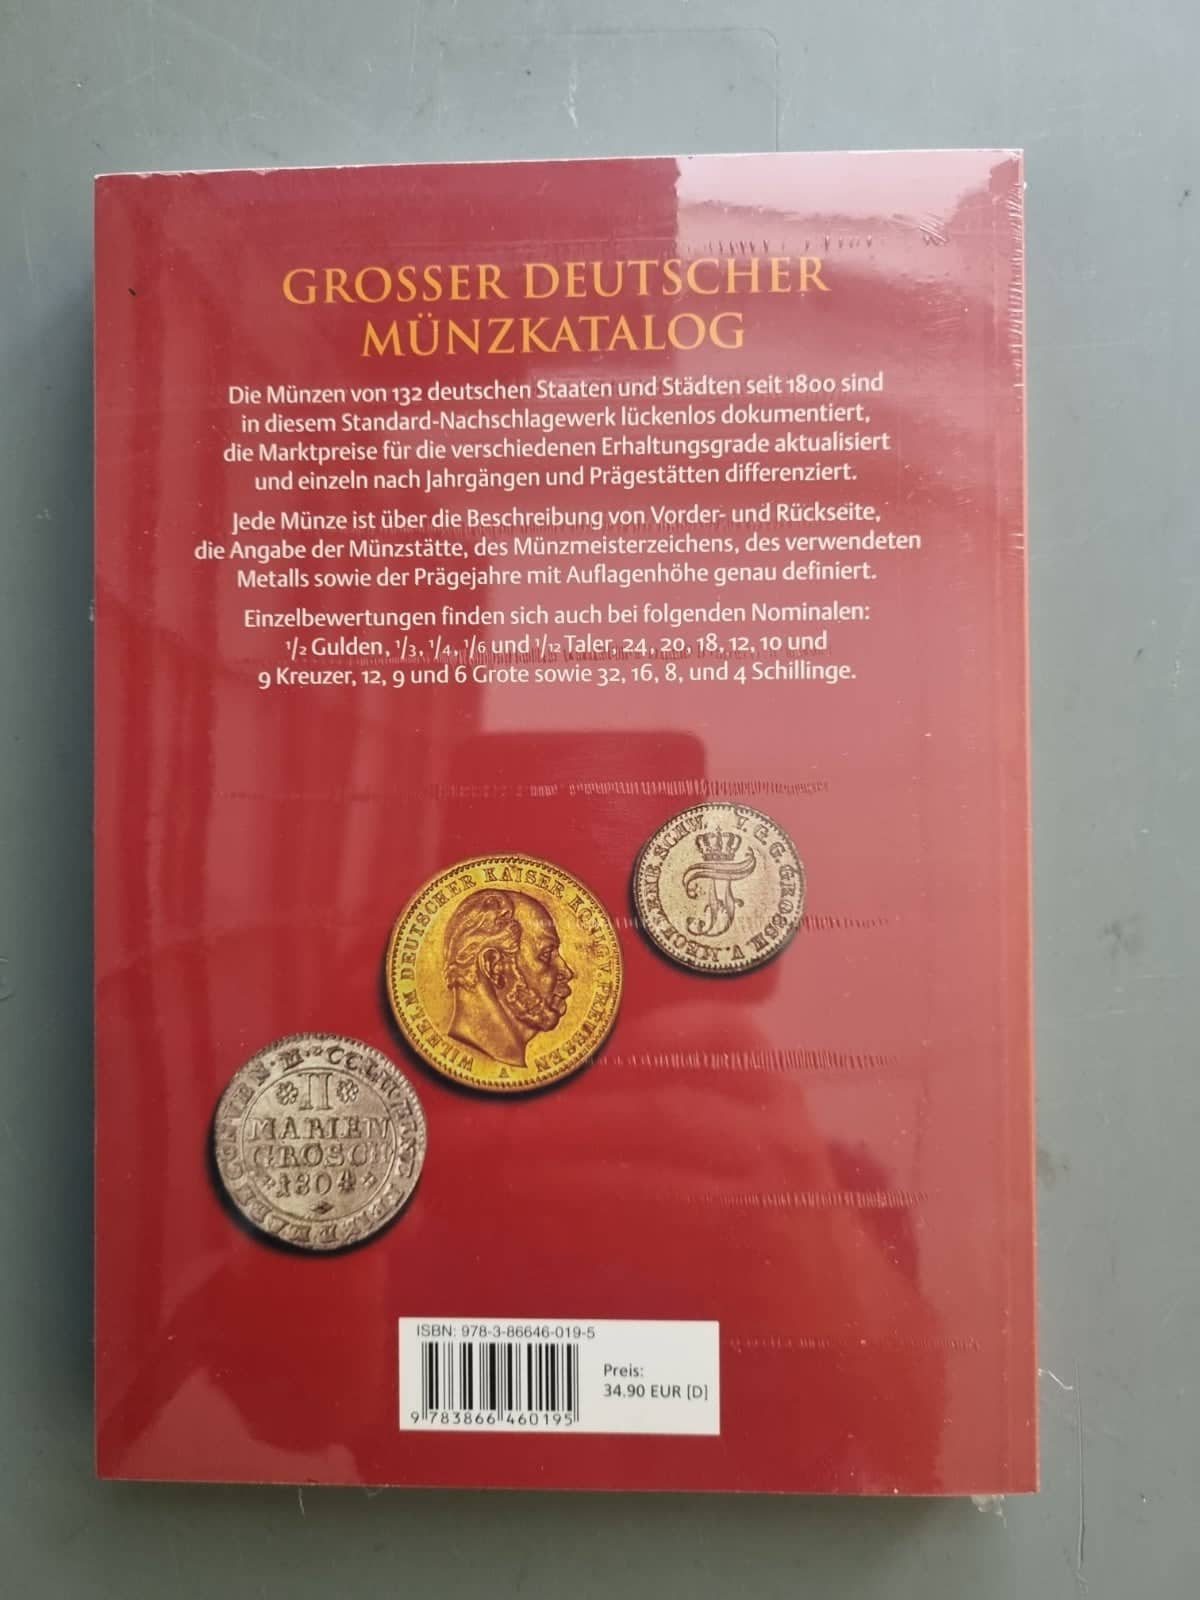 GROSSER DEUTSCHER
MÜNZKATALOG
Die Münzen von 132 deutschen Staaten und Städten seit 1800 sind
in diesem Standard-Nachschlagewerk lückenlos dokumentiert,
die Marktpreise für die verschiedenen Erhaltungsgrade aktualisiert
und einzeln nach Jahrgängen und Prägestätten differenziert.
Jede Münze ist über die Beschreibung von Vorder- und Rückseite,
die Angabe der Münzstätte, des Münzmeisterzeichens, des verwendeten
Metalls sowie der Prägejahre mit Auflagenhöhe genau definiert.
Einzelbewertungen finden sich auch bei folgenden Nominalen:
1/2 Gulden, 1/3, 1/4, 1/6 und 1/12 Taler, 24, 20, 18, 12, 10 und
9 Kreuzer, 12, 9 und 6 Grote sowie 32, 16, 8, und 4 Schillinge.
V. G. G. GROSSH. V. MECKLENB. SCHW.
F
WILHELM DEUTSCHER KAISER KÖNIG V. PREUSSEN
A
II
MARIEN
GROSCH
1804
ISBN: 978-3-86646-019-5
Preis:
34.90 EUR [D]
9 783866 460195